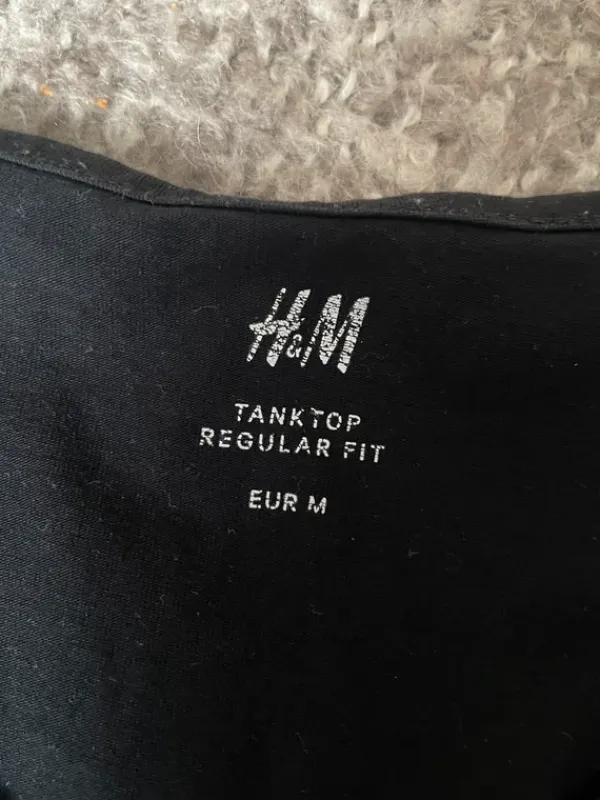 H&M
TANKTOP
REGULAR FIT
EUR M